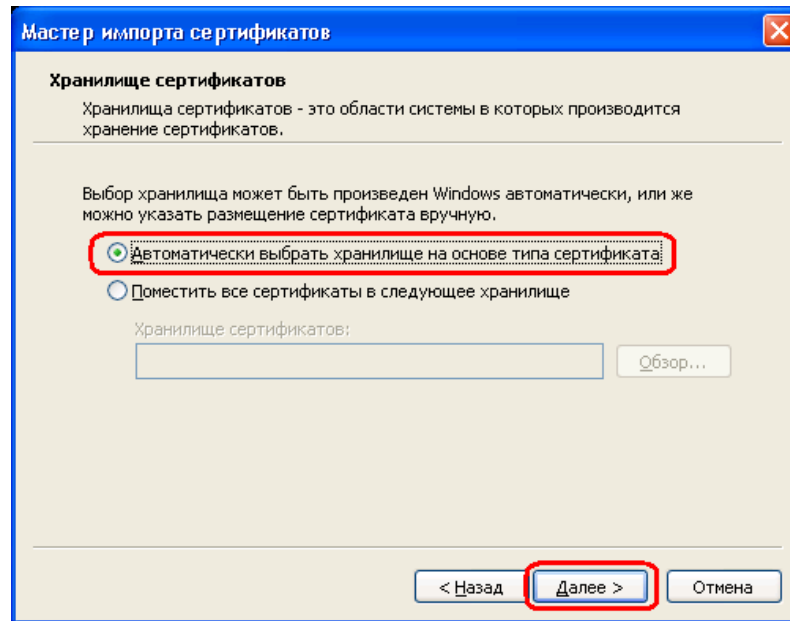 Мастер импорта сертификатов
Хранилище сертификатов
Хранилища сертификатов - это области системы в которых производится
хранение сертификатов.
Выбор хранилища может быть произведен Windows автоматически, или же
можно указать размещение сертификата вручную.
Автоматически выбрать хранилище на основе типа сертификата
Поместить все сертификаты в следующее хранилище
Хранилище сертификатов:
Обзор...
< Назад Далее > Отмена